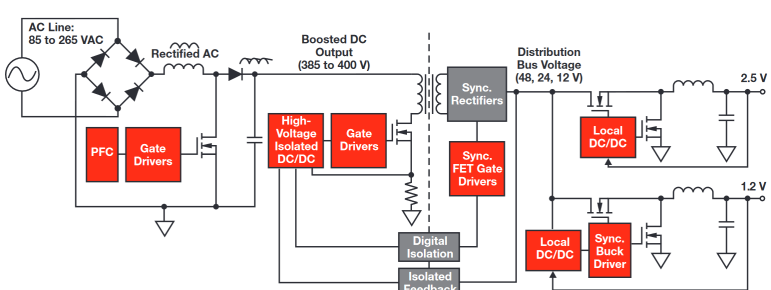 AC Line:
85 to 265 VAC
Rectified AC
Boosted DC
Output
(385 to 400 V)
Distribution
Bus Voltage
(48, 24, 12 V)
2.5 V
Sync.
Rectifiers
PFC
Gate
Drivers
High-
Voltage
Isolated
DC/DC
Gate
Drivers
Sync.
FET Gate
Drivers
Local
DC/DC
1.2 V
Digital
Isolation
Local
DC/DC
Sync.
Buck
Driver
Isolated
Feedback